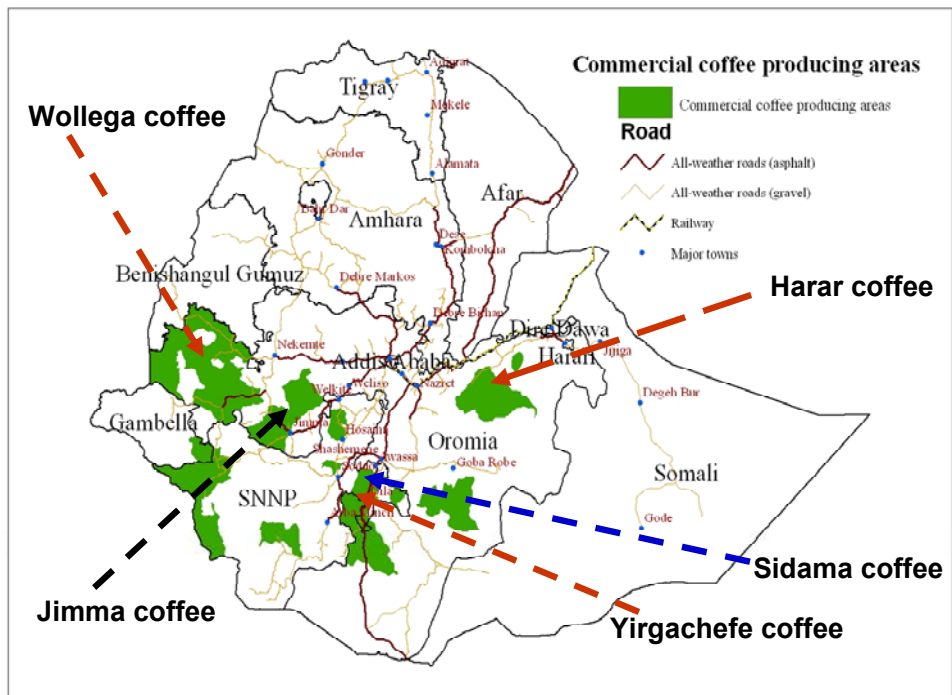 Commercial coffee producing areas
Commercial coffee producing areas
Road
All-weather roads (asphalt)
All-weather roads (gravel)
Railway
Major towns
Wollega coffee
Harar coffee
Sidama coffee
Yirgachefe coffee
Jimma coffee
Adigrat
Tigray
Mekele
Gonder
Alamata
Afar
Bahr Dar
Amhara
Dese
Kombolcha
Benishangul Gumuz
Debre Markos
Debre Birhan
Dire Dawa
Harari
Jijiga
Nekemte
Addis Ababa
Nazret
Weliso
Welkite
Degeh Bur
Gambella
Jimma
Hosaina
Oromia
Shashemene
Awassa
Goba Robe
Somali
SNNP
Gode